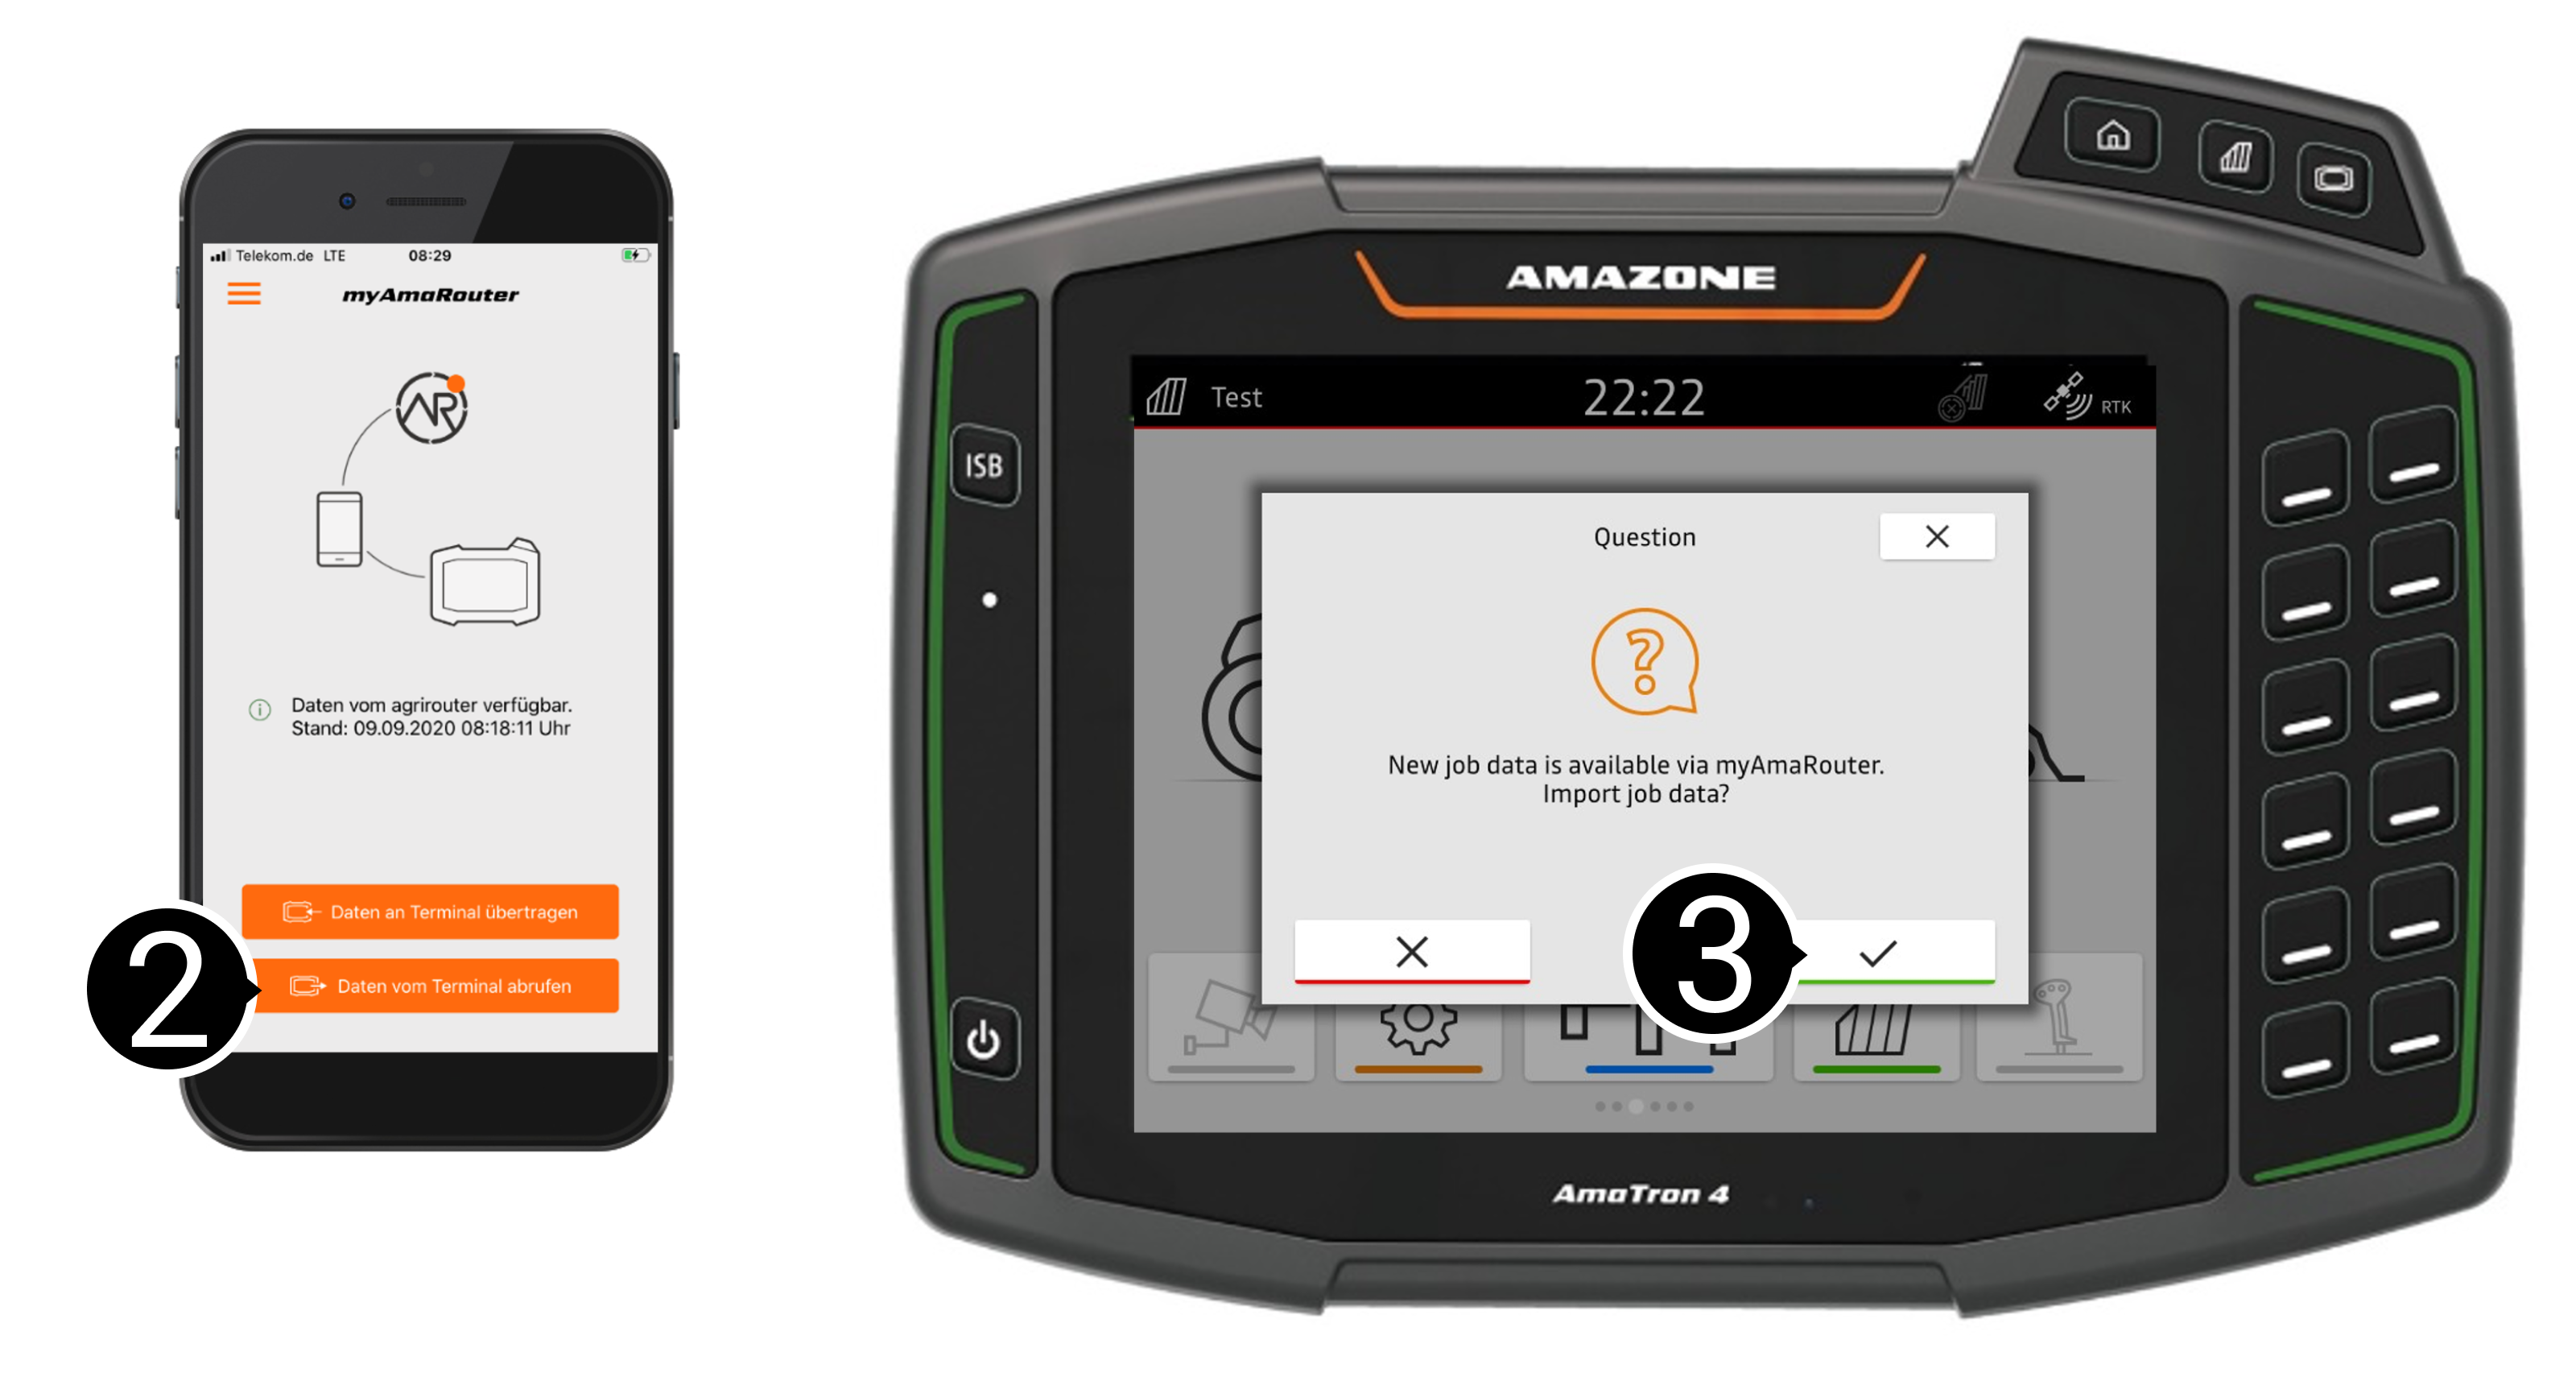 Telekom.de LTE 08:29
myAmaRouter
AR
Daten vom agrirouter verfügbar.
Stand: 09.09.2020 08:18:11 Uhr
Daten an Terminal übertragen
Daten vom Terminal abrufen
2
AMAZONE
Test 22:22 RTK
ISB
Question
New job data is available via myAmaRouter.
Import job data?
3
AmaTron 4